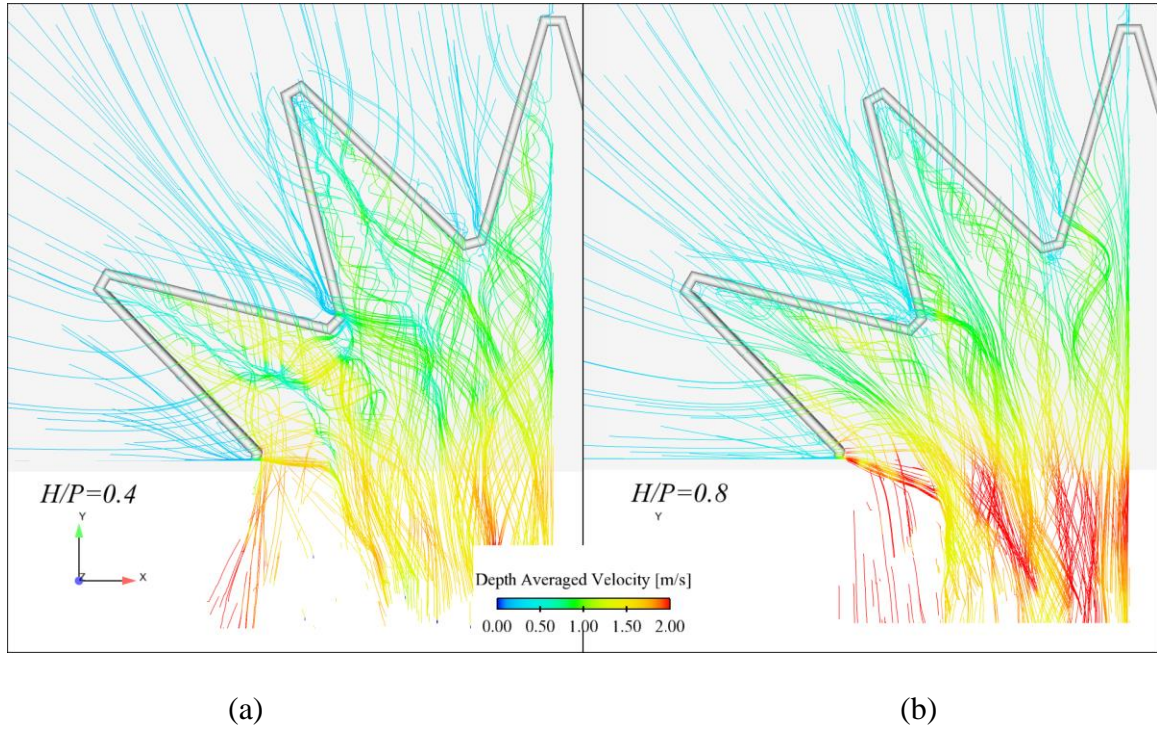 H/P=0.4
Y
Z
X
H/P=0.8
Y
Depth Averaged Velocity [m/s]
0.00 0.50 1.00 1.50 2.00
(a)
(b)